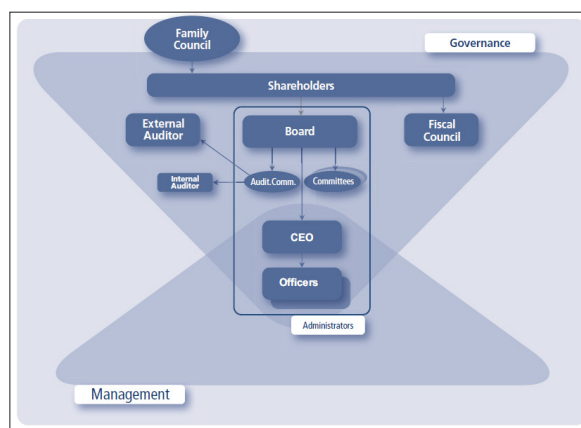 Family
Council
Governance
Shareholders
External
Auditor
Board
Fiscal
Council
Internal
Auditor
Audit.Comm.
Committees
CEO
Officers
Administrators
Management